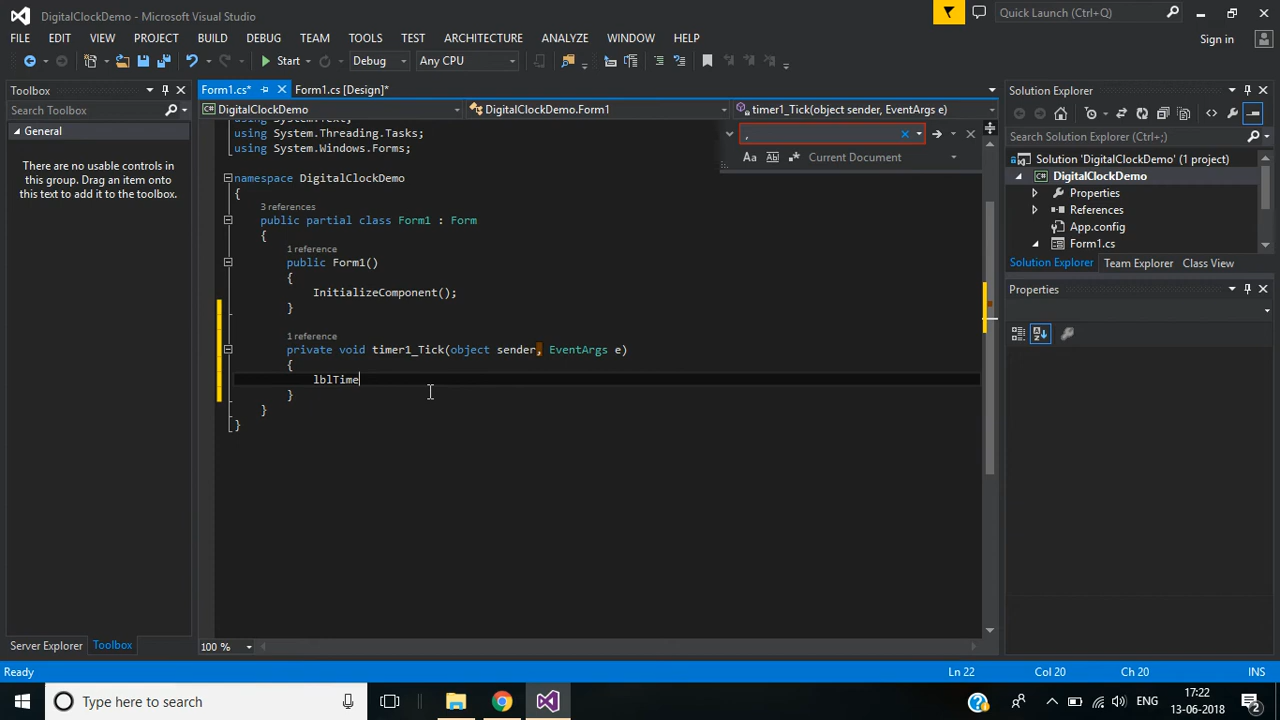 DigitalClockDemo - Microsoft Visual Studio
Quick Launch (Ctrl+Q)
FILE EDIT VIEW PROJECT BUILD DEBUG TEAM TOOLS TEST ARCHITECTURE ANALYZE WINDOW HELP
Sign in
Start Debug Any CPU
Toolbox
Form1.cs* Form1.cs [Design]*
Solution Explorer
Search Toolbox
DigitalClockDemo DigitalClockDemo.Form1 timer1_Tick(object sender, EventArgs e)
General
There are no usable controls in
this group. Drag an item onto
this text to add it to the toolbox.
,
Aa Ab Current Document
Search Solution Explorer (Ctrl+;)
Solution 'DigitalClockDemo' (1 project)
DigitalClockDemo
Properties
References
App.config
Form1.cs
Solution Explorer Team Explorer Class View
Properties
using System.Text;
using System.Threading.Tasks;
using System.Windows.Forms;
namespace DigitalClockDemo
{
3 references
public partial class Form1 : Form
{
1 reference
public Form1()
{
InitializeComponent();
}
1 reference
private void timer1_Tick(object sender, EventArgs e)
{
lblTime
}
}
}
100 %
Server Explorer Toolbox
Ready Ln 22 Col 20 Ch 20 INS
Type here to search
ENG
17:22
13-06-2018
2